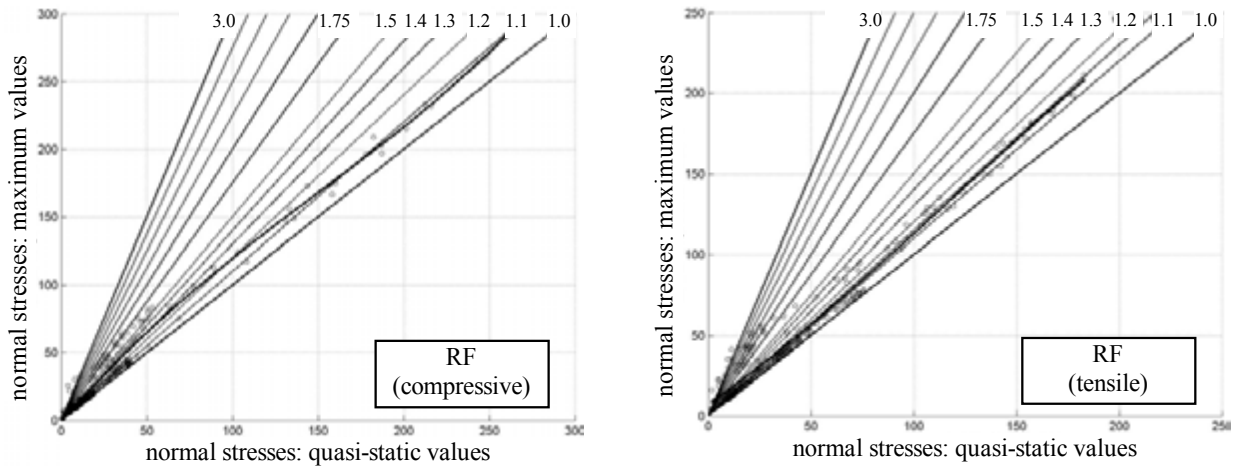 3.0 1.75 1.5 1.4 1.3 1.2 1.1 1.0
300
250
200
150
100
50
0
0 50 100 150 200 250 300
normal stresses: maximum values
normal stresses: quasi-static values
RF
(compressive)
3.0 1.75 1.5 1.4 1.3 1.2 1.1 1.0
250
200
150
100
50
0
0 50 100 150 200 250
normal stresses: maximum values
normal stresses: quasi-static values
RF
(tensile)